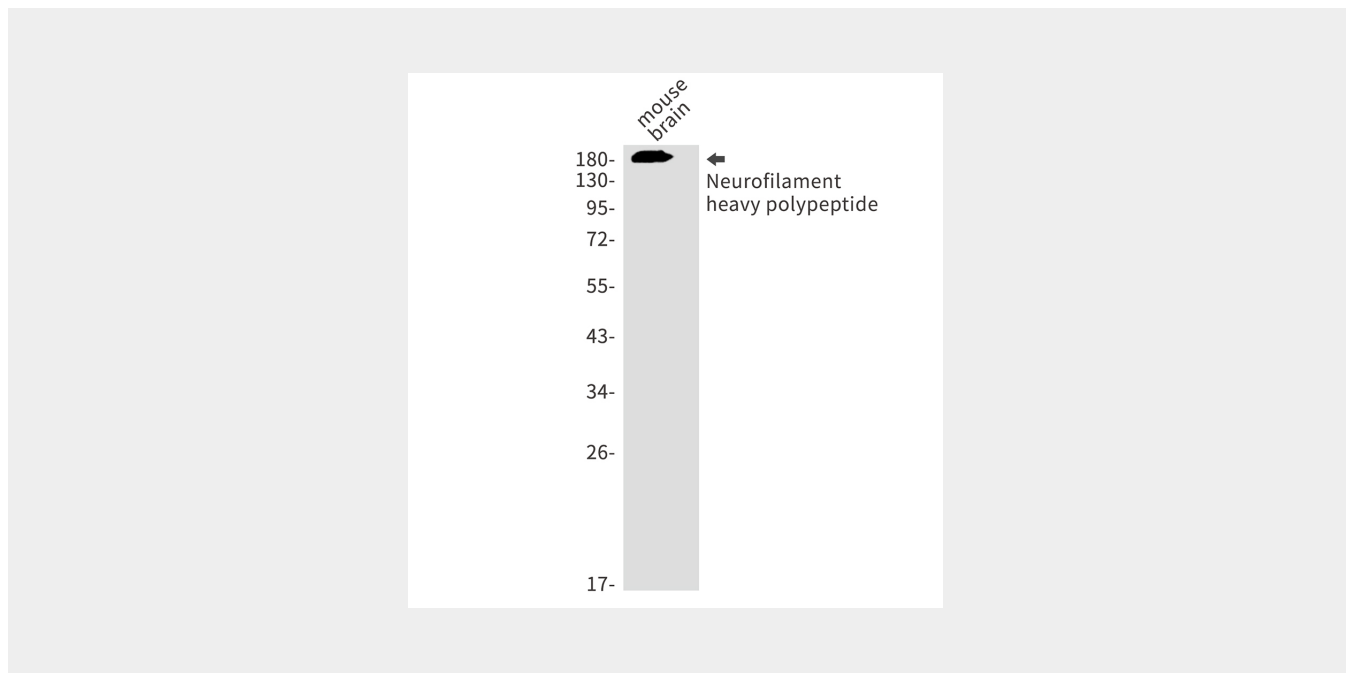 mouse
brain
180-
130-
95-
72-
55-
43-
34-
26-
17-
Neurofilament
heavy polypeptide